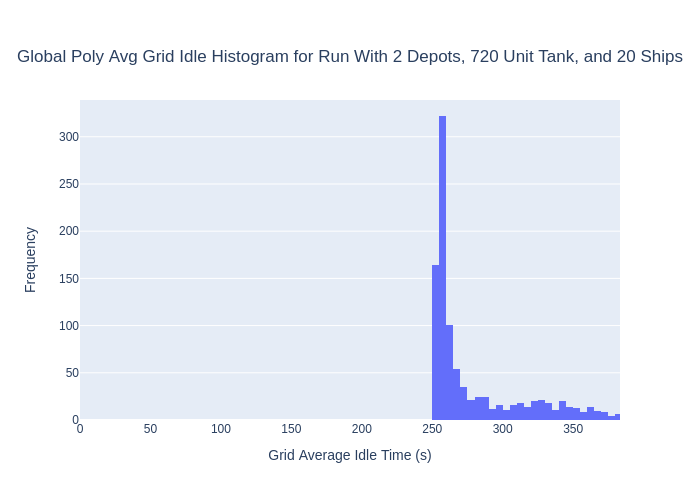 Global Poly Avg Grid Idle Histogram for Run With 2 Depots, 720 Unit Tank, and 20 Ships
300
250
200
150
100
50
0
Frequency
0 50 100 150 200 250 300 350
Grid Average Idle Time (s)